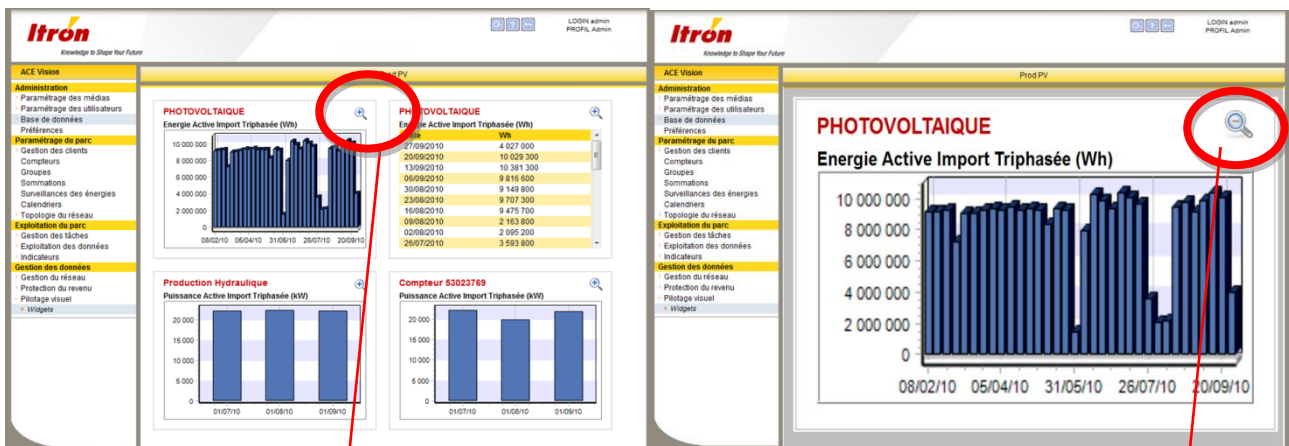 Itrón
Knowledge to Shape Your Future
LOGIN admin
PROFIL Admin
ACE Vision
Prod PV
Administration
Paramétrage des médias
Paramétrage des utilisateurs
Base de données
Préférences
Paramétrage du parc
Gestion des clients
Compteurs
Groupes
Sommations
Surveillances des énergies
Calendriers
Topologie du réseau
Exploitation du parc
Gestion des tâches
Exploitation des données
Indicateurs
Gestion des données
Gestion du réseau
Protection du revenu
Pilotage visuel
Widgets
PHOTOVOLTAIQUE
Energie Active Import Triphasée (Wh)
10 000 000
8 000 000
6 000 000
4 000 000
2 000 000
0
08/02/10 05/04/10 31/05/10 26/07/10 20/09/10
PHOTOVOLTAIQUE
Energie Active Import Triphasée (Wh)
Date Wh
27/09/2010 4 027 000
20/09/2010 10 029 300
13/09/2010 10 381 300
06/09/2010 9 816 600
30/08/2010 9 149 800
23/08/2010 9 707 300
16/08/2010 9 475 700
09/08/2010 2 163 800
02/08/2010 2 095 200
26/07/2010 3 593 800
Production Hydraulique
Puissance Active Import Triphasée (kW)
20 000
15 000
10 000
5 000
0
01/07/10 01/08/10 01/09/10
Compteur 53023769
Puissance Active Import Triphasée (kW)
20 000
15 000
10 000
5 000
0
01/07/10 01/08/10 01/09/10
Itrón
Knowledge to Shape Your Future
LOGIN admin
PROFIL Admin
ACE Vision
Prod PV
Administration
Paramétrage des médias
Paramétrage des utilisateurs
Base de données
Préférences
Paramétrage du parc
Gestion des clients
Compteurs
Groupes
Sommations
Surveillances des énergies
Calendriers
Topologie du réseau
Exploitation du parc
Gestion des tâches
Exploitation des données
Indicateurs
Gestion des données
Gestion du réseau
Protection du revenu
Pilotage visuel
Widgets
PHOTOVOLTAIQUE
Energie Active Import Triphasée (Wh)
10 000 000
8 000 000
6 000 000
4 000 000
2 000 000
0
08/02/10 05/04/10 31/05/10 26/07/10 20/09/10